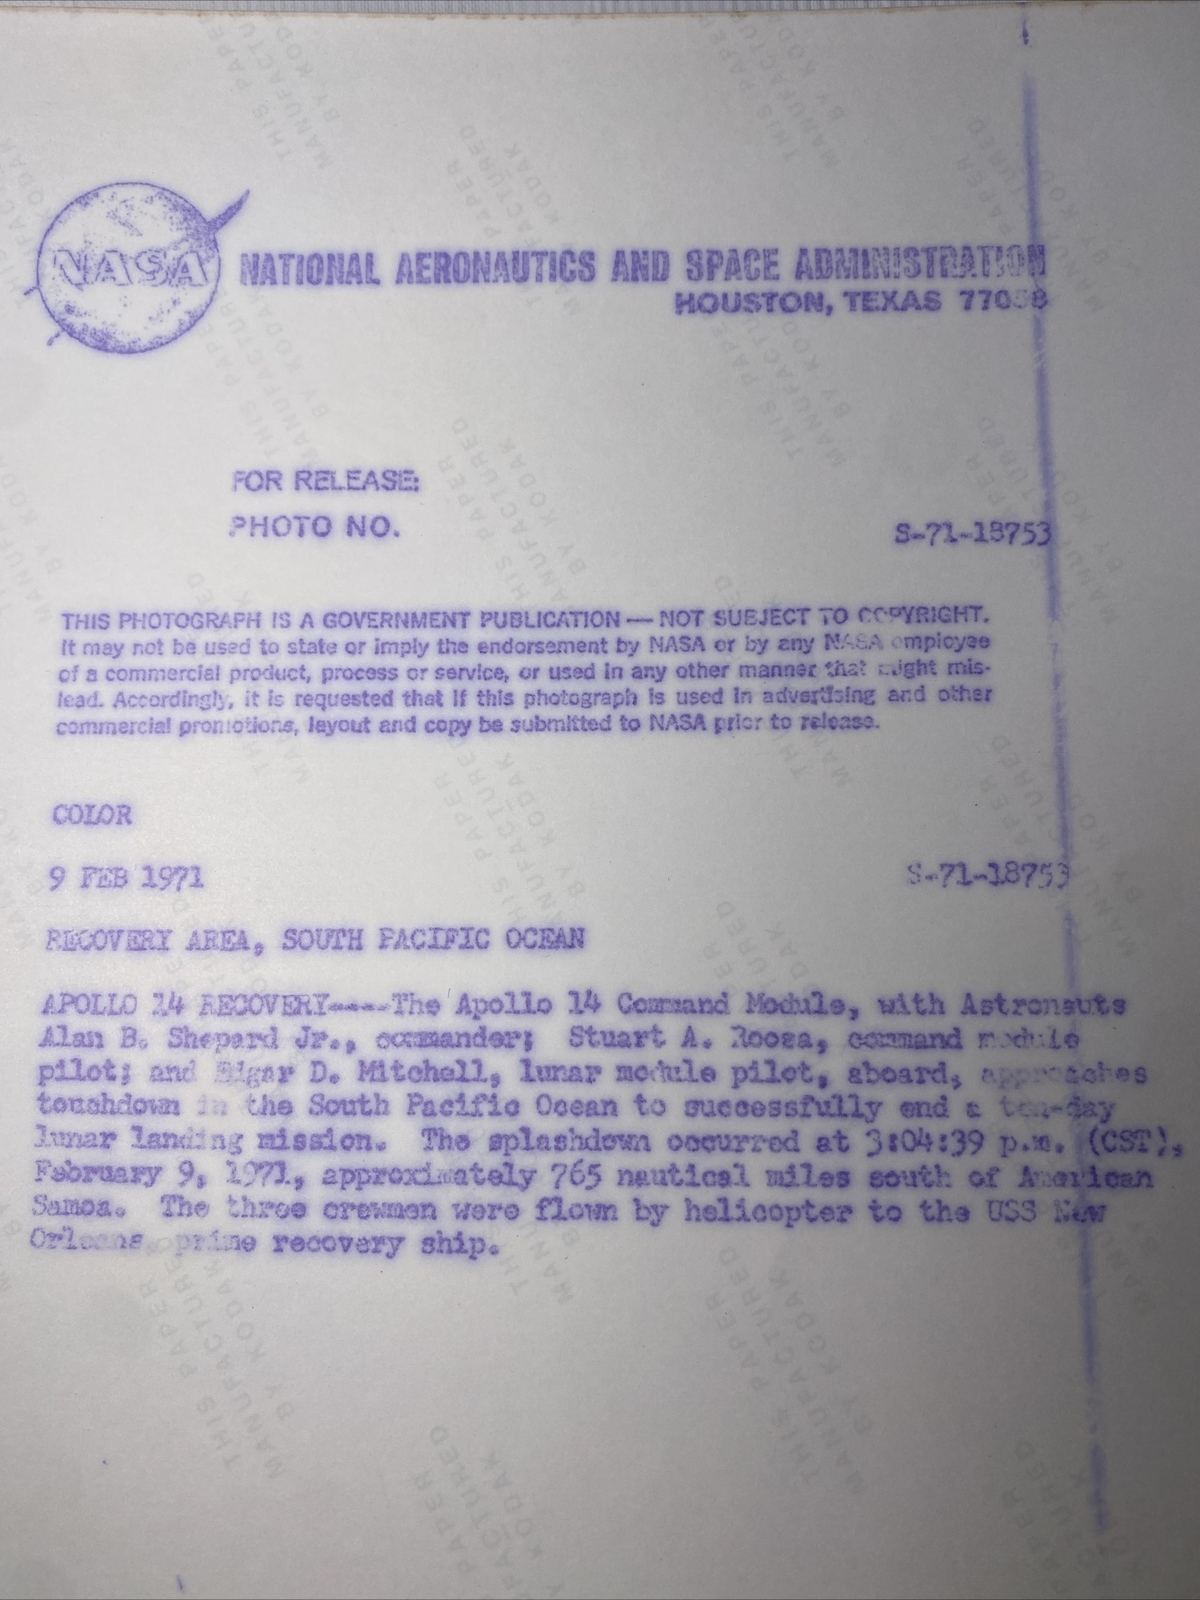 NASA
NATIONAL AERONAUTICS AND SPACE ADMINISTRATION
HOUSTON, TEXAS 77058
FOR RELEASE:
PHOTO NO.
S-71-18753
THIS PHOTOGRAPH IS A GOVERNMENT PUBLICATION — NOT SUBJECT TO COPYRIGHT.
It may not be used to state or imply the endorsement by NASA or by any NASA employee
of a commercial product, process or service, or used in any other manner that might mis-
lead. Accordingly, it is requested that if this photograph is used in advertising and other
commercial promotions, layout and copy be submitted to NASA prior to release.
COLOR
9 FEB 1971
S-71-18753
RECOVERY AREA, SOUTH PACIFIC OCEAN
APOLLO 14 RECOVERY----The Apollo 14 Command Module, with Astronauts
Alan B. Shepard Jr., commander; Stuart A. Roosa, command module
pilot; and Edgar D. Mitchell, lunar module pilot, aboard, approaches
touchdown in the South Pacific Ocean to successfully end a ten-day
lunar landing mission. The splashdown occurred at 3:04:39 p.m. (CST),
February 9, 1971, approximately 765 nautical miles south of American
Samoa. The three crewmen were flown by helicopter to the USS New
Orleans, prime recovery ship.
THIS PAPER
MANUFACTURED
BY KODAK